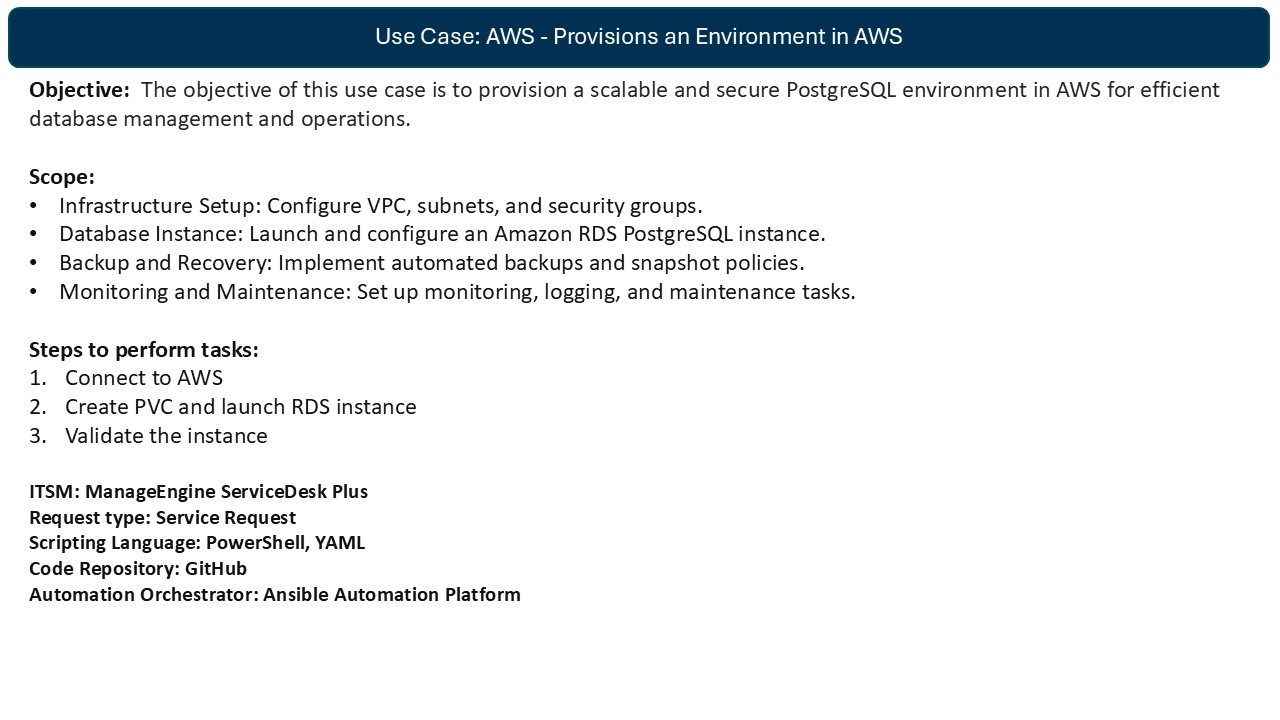 Use Case: AWS - Provisions an Environment in AWS
Objective: The objective of this use case is to provision a scalable and secure PostgreSQL environment in AWS for efficient
database management and operations.
Scope:
• Infrastructure Setup: Configure VPC, subnets, and security groups.
• Database Instance: Launch and configure an Amazon RDS PostgreSQL instance.
• Backup and Recovery: Implement automated backups and snapshot policies.
• Monitoring and Maintenance: Set up monitoring, logging, and maintenance tasks.
Steps to perform tasks:
1. Connect to AWS
2. Create PVC and launch RDS instance
3. Validate the instance
ITSM: ManageEngine ServiceDesk Plus
Request type: Service Request
Scripting Language: PowerShell, YAML
Code Repository: GitHub
Automation Orchestrator: Ansible Automation Platform